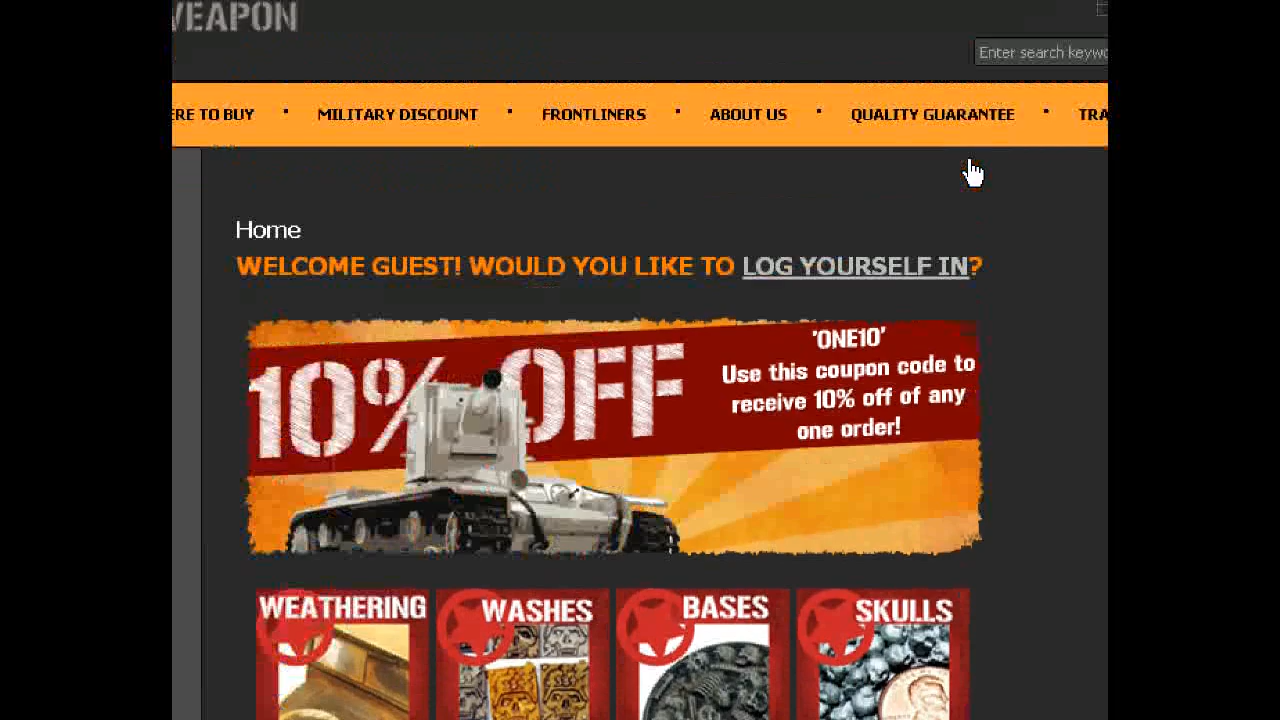 WEAPON
Enter search keywo
ERE TO BUY · MILITARY DISCOUNT · FRONTLINERS · ABOUT US · QUALITY GUARANTEE · TRA
Home
WELCOME GUEST! WOULD YOU LIKE TO LOG YOURSELF IN?
10% OFF
'ONE10'
Use this coupon code to
receive 10% off of any
one order!
WEATHERING
WASHES
BASES
SKULLS